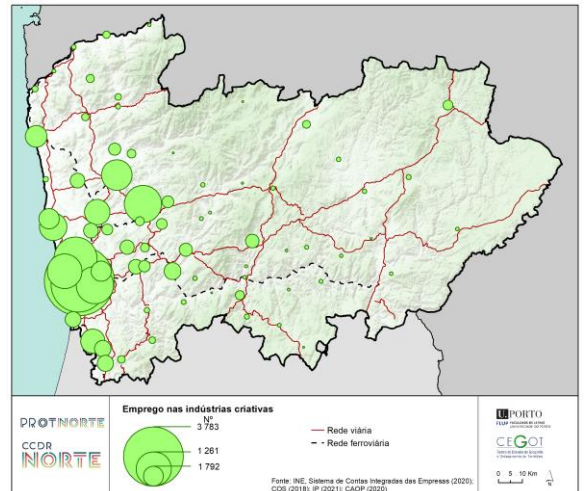 PROTNORTE
CCDR
NORTE
Emprego nas indústrias criativas
Nº
3 783
1 261
1 792
Rede viária
Rede ferroviária
Fonte: INE, Sistema de Contas Integradas das Empresas (2020);
COS (2018); IP (2021); CAOP (2020)
U.PORTO
FLUP FACULDADE DE LETRAS
UNIVERSIDADE DO PORTO
CEGOT
0 5 10 Km
N